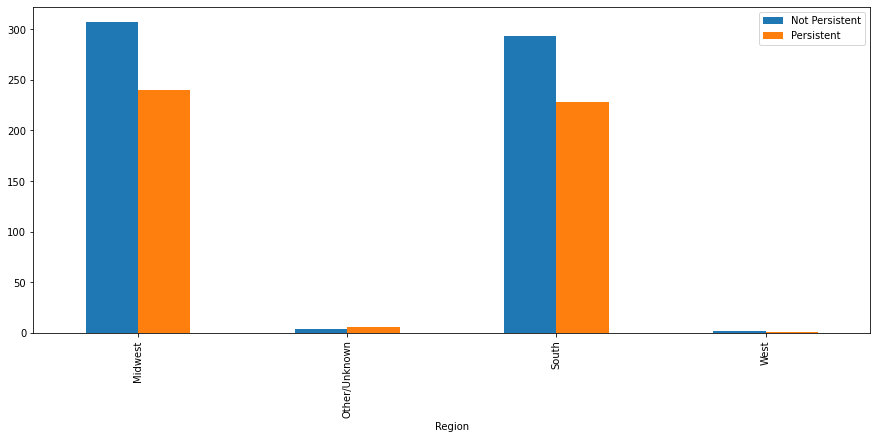 300
250
200
150
100
50
0
Not Persistent
Persistent
Midwest
Other/Unknown
South
West
Region